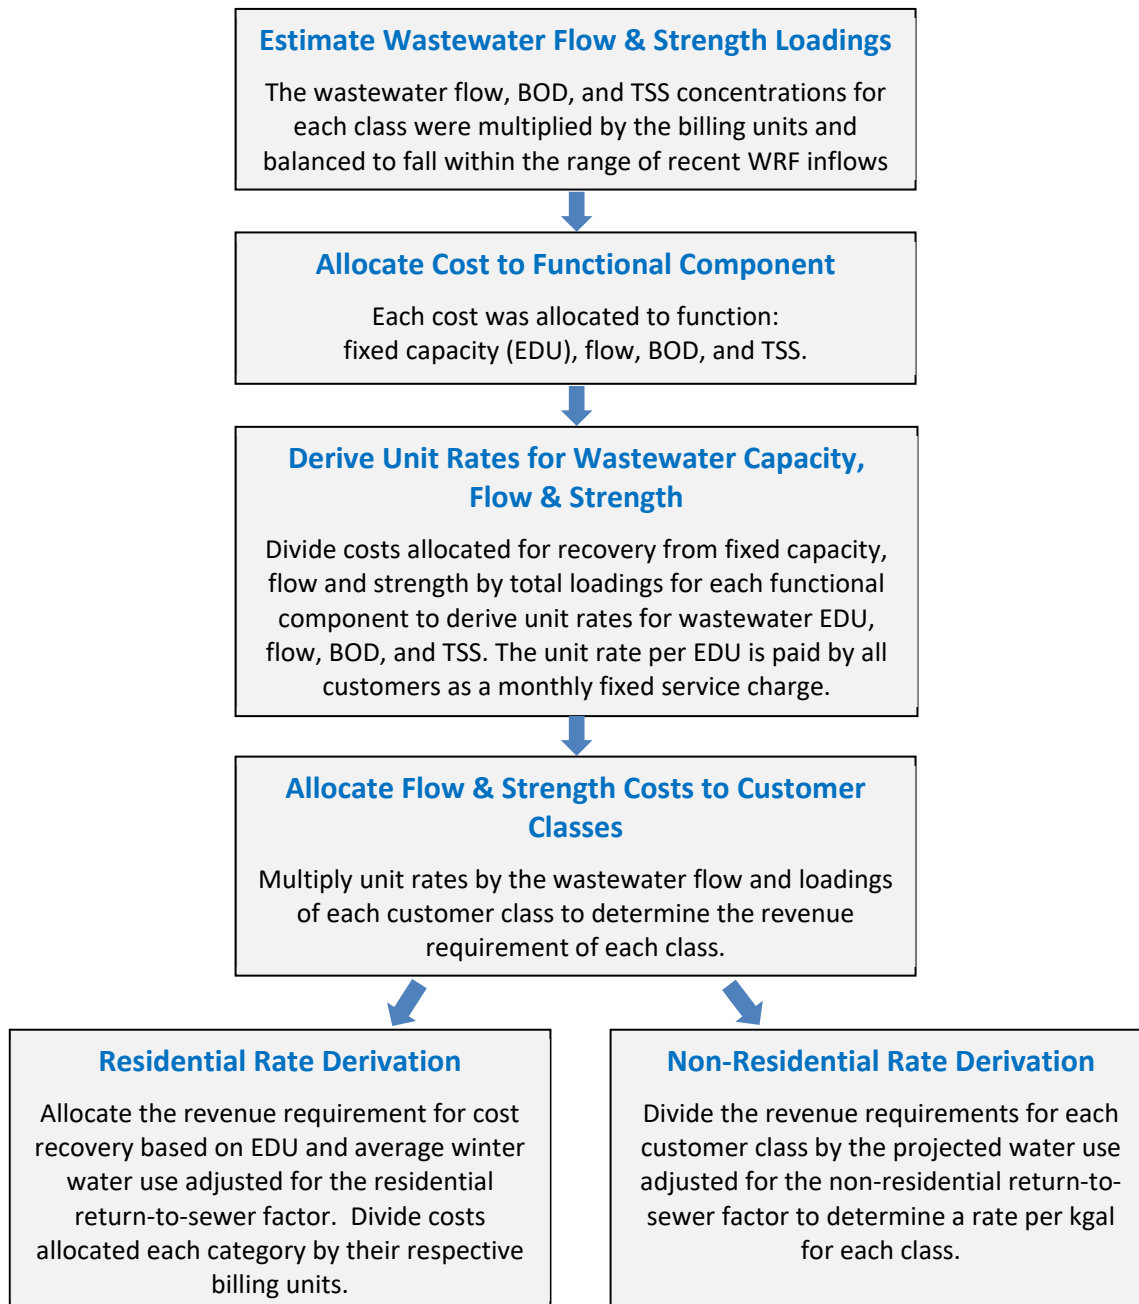 Estimate Wastewater Flow & Strength Loadings
The wastewater flow, BOD, and TSS concentrations for
each class were multiplied by the billing units and
balanced to fall within the range of recent WRF inflows
Allocate Cost to Functional Component
Each cost was allocated to function:
fixed capacity (EDU), flow, BOD, and TSS.
Derive Unit Rates for Wastewater Capacity,
Flow & Strength
Divide costs allocated for recovery from fixed capacity,
flow and strength by total loadings for each functional
component to derive unit rates for wastewater EDU,
flow, BOD, and TSS. The unit rate per EDU is paid by all
customers as a monthly fixed service charge.
Allocate Flow & Strength Costs to Customer
Classes
Multiply unit rates by the wastewater flow and loadings
of each customer class to determine the revenue
requirement of each class.
Residential Rate Derivation
Allocate the revenue requirement for cost
recovery based on EDU and average winter
water use adjusted for the residential
return-to-sewer factor.  Divide costs
allocated each category by their respective
billing units.
Non-Residential Rate Derivation
Divide the revenue requirements for each
customer class by the projected water use
adjusted for the non-residential return-to-
sewer factor to determine a rate per kgal
for each class.